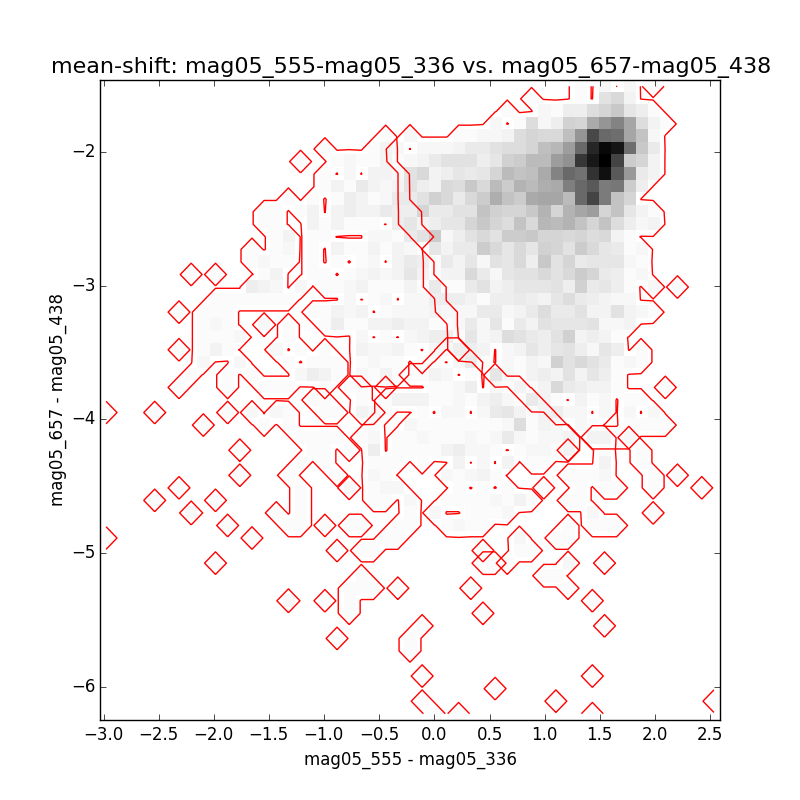 mean-shift: mag05_555-mag05_336 vs. mag05_657-mag05_438
−2
−3
−4
−5
−6
mag05_657 - mag05_438
−3.0 −2.5 −2.0 −1.5 −1.0 −0.5 0.0 0.5 1.0 1.5 2.0 2.5
mag05_555 - mag05_336